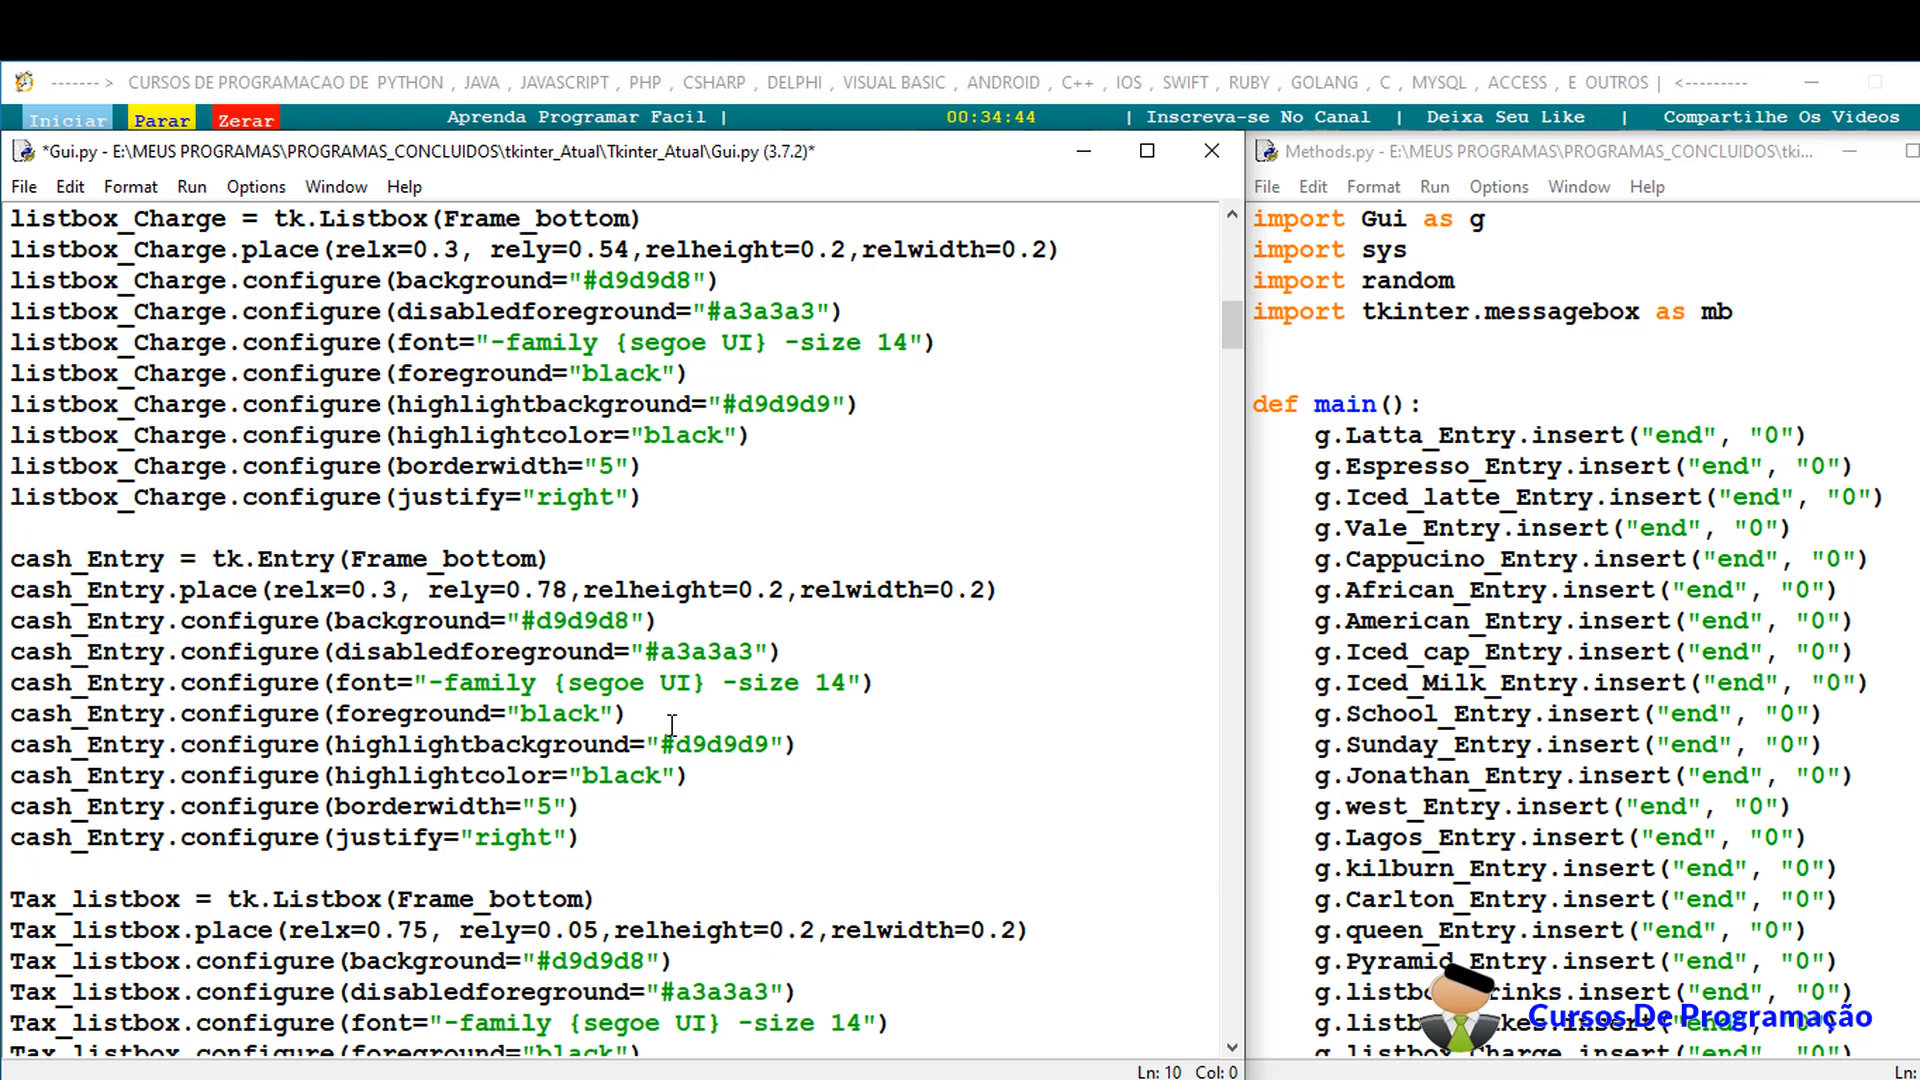 ------- > CURSOS DE PROGRAMACAO DE PYTHON , JAVA , JAVASCRIPT , PHP , CSHARP , DELPHI , VISUAL BASIC , ANDROID , C++ , IOS , SWIFT , RUBY , GOLANG , C , MYSQL , ACCESS , E OUTROS | <---------
Iniciar Parar Zerar Aprenda Programar Facil | 00:34:44 | Inscreva-se No Canal | Deixa Seu Like | Compartilhe Os Videos
*Gui.py - E:\MEUS PROGRAMAS\PROGRAMAS_CONCLUIDOS\tkinter_Atual\Tkinter_Atual\Gui.py (3.7.2)*
File Edit Format Run Options Window Help
listbox_Charge = tk.Listbox(Frame_bottom)
listbox_Charge.place(relx=0.3, rely=0.54,relheight=0.2,relwidth=0.2)
listbox_Charge.configure(background="#d9d9d8")
listbox_Charge.configure(disabledforeground="#a3a3a3")
listbox_Charge.configure(font="-family {segoe UI} -size 14")
listbox_Charge.configure(foreground="black")
listbox_Charge.configure(highlightbackground="#d9d9d9")
listbox_Charge.configure(highlightcolor="black")
listbox_Charge.configure(borderwidth="5")
listbox_Charge.configure(justify="right")
cash_Entry = tk.Entry(Frame_bottom)
cash_Entry.place(relx=0.3, rely=0.78,relheight=0.2,relwidth=0.2)
cash_Entry.configure(background="#d9d9d8")
cash_Entry.configure(disabledforeground="#a3a3a3")
cash_Entry.configure(font="-family {segoe UI} -size 14")
cash_Entry.configure(foreground="black")
cash_Entry.configure(highlightbackground="#d9d9d9")
cash_Entry.configure(highlightcolor="black")
cash_Entry.configure(borderwidth="5")
cash_Entry.configure(justify="right")
Tax_listbox = tk.Listbox(Frame_bottom)
Tax_listbox.place(relx=0.75, rely=0.05,relheight=0.2,relwidth=0.2)
Tax_listbox.configure(background="#d9d9d8")
Tax_listbox.configure(disabledforeground="#a3a3a3")
Tax_listbox.configure(font="-family {segoe UI} -size 14")
Tax_listbox.configure(foreground="black")
Ln: 10 Col: 0
Methods.py - E:\MEUS PROGRAMAS\PROGRAMAS_CONCLUIDOS\tki...
File Edit Format Run Options Window Help
import Gui as g
import sys
import random
import tkinter.messagebox as mb
def main():
g.Latta_Entry.insert("end", "0")
g.Espresso_Entry.insert("end", "0")
g.Iced_latte_Entry.insert("end", "0")
g.Vale_Entry.insert("end", "0")
g.Cappucino_Entry.insert("end", "0")
g.African_Entry.insert("end", "0")
g.American_Entry.insert("end", "0")
g.Iced_cap_Entry.insert("end", "0")
g.Iced_Milk_Entry.insert("end", "0")
g.School_Entry.insert("end", "0")
g.Sunday_Entry.insert("end", "0")
g.Jonathan_Entry.insert("end", "0")
g.west_Entry.insert("end", "0")
g.Lagos_Entry.insert("end", "0")
g.kilburn_Entry.insert("end", "0")
g.Carlton_Entry.insert("end", "0")
g.queen_Entry.insert("end", "0")
g.Pyramid_Entry.insert("end", "0")
rinks.insert("end", "0")
Cursos De Programação
g.listbox_Charge.insert("end", "0")
Ln: